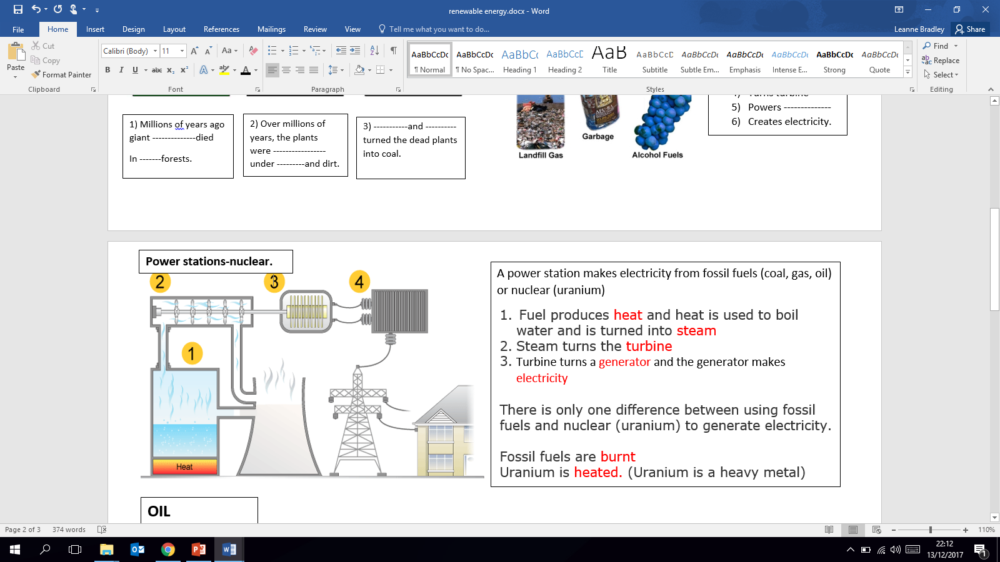 renewable energy.docx - Word
File
Home
Insert
Design
Layout
References
Mailings
Review
View
Tell me what you want to do...
Leanne Bradley
Share
Paste
Cut
Copy
Format Painter
Clipboard
Calibri (Body)
11
Font
Paragraph
AaBbCcDc
¶ Normal
AaBbCcDc
¶ No Spac...
AaBbCc
Heading 1
AaBbCcD
Heading 2
AaB
Title
AaBbCcD
Subtitle
AaBbCcDc
Subtle Em...
AaBbCcDc
Emphasis
AaBbCcDc
Intense E...
AaBbCcDc
Strong
AaBbCcDc
Quote
Styles
Find
Replace
Select
Editing
1) Millions of years ago
giant --------------died
In -------forests.
2) Over millions of
years, the plants
were -----------------
under ---------and dirt.
3) -----------and ----------
turned the dead plants
into coal.
Landfill Gas
Garbage
Alcohol Fuels
4) Turns turbine
5) Powers --------------
6) Creates electricity.
Power stations-nuclear.
2
3
4
1
Heat
A power station makes electricity from fossil fuels (coal, gas, oil)
or nuclear (uranium)
1. Fuel produces heat and heat is used to boil
water and is turned into steam
2. Steam turns the turbine
3. Turbine turns a generator and the generator makes
electricity
There is only one difference between using fossil
fuels and nuclear (uranium) to generate electricity.
Fossil fuels are burnt
Uranium is heated. (Uranium is a heavy metal)
OIL
Page 2 of 3
374 words
110%
22:12
13/12/2017
1